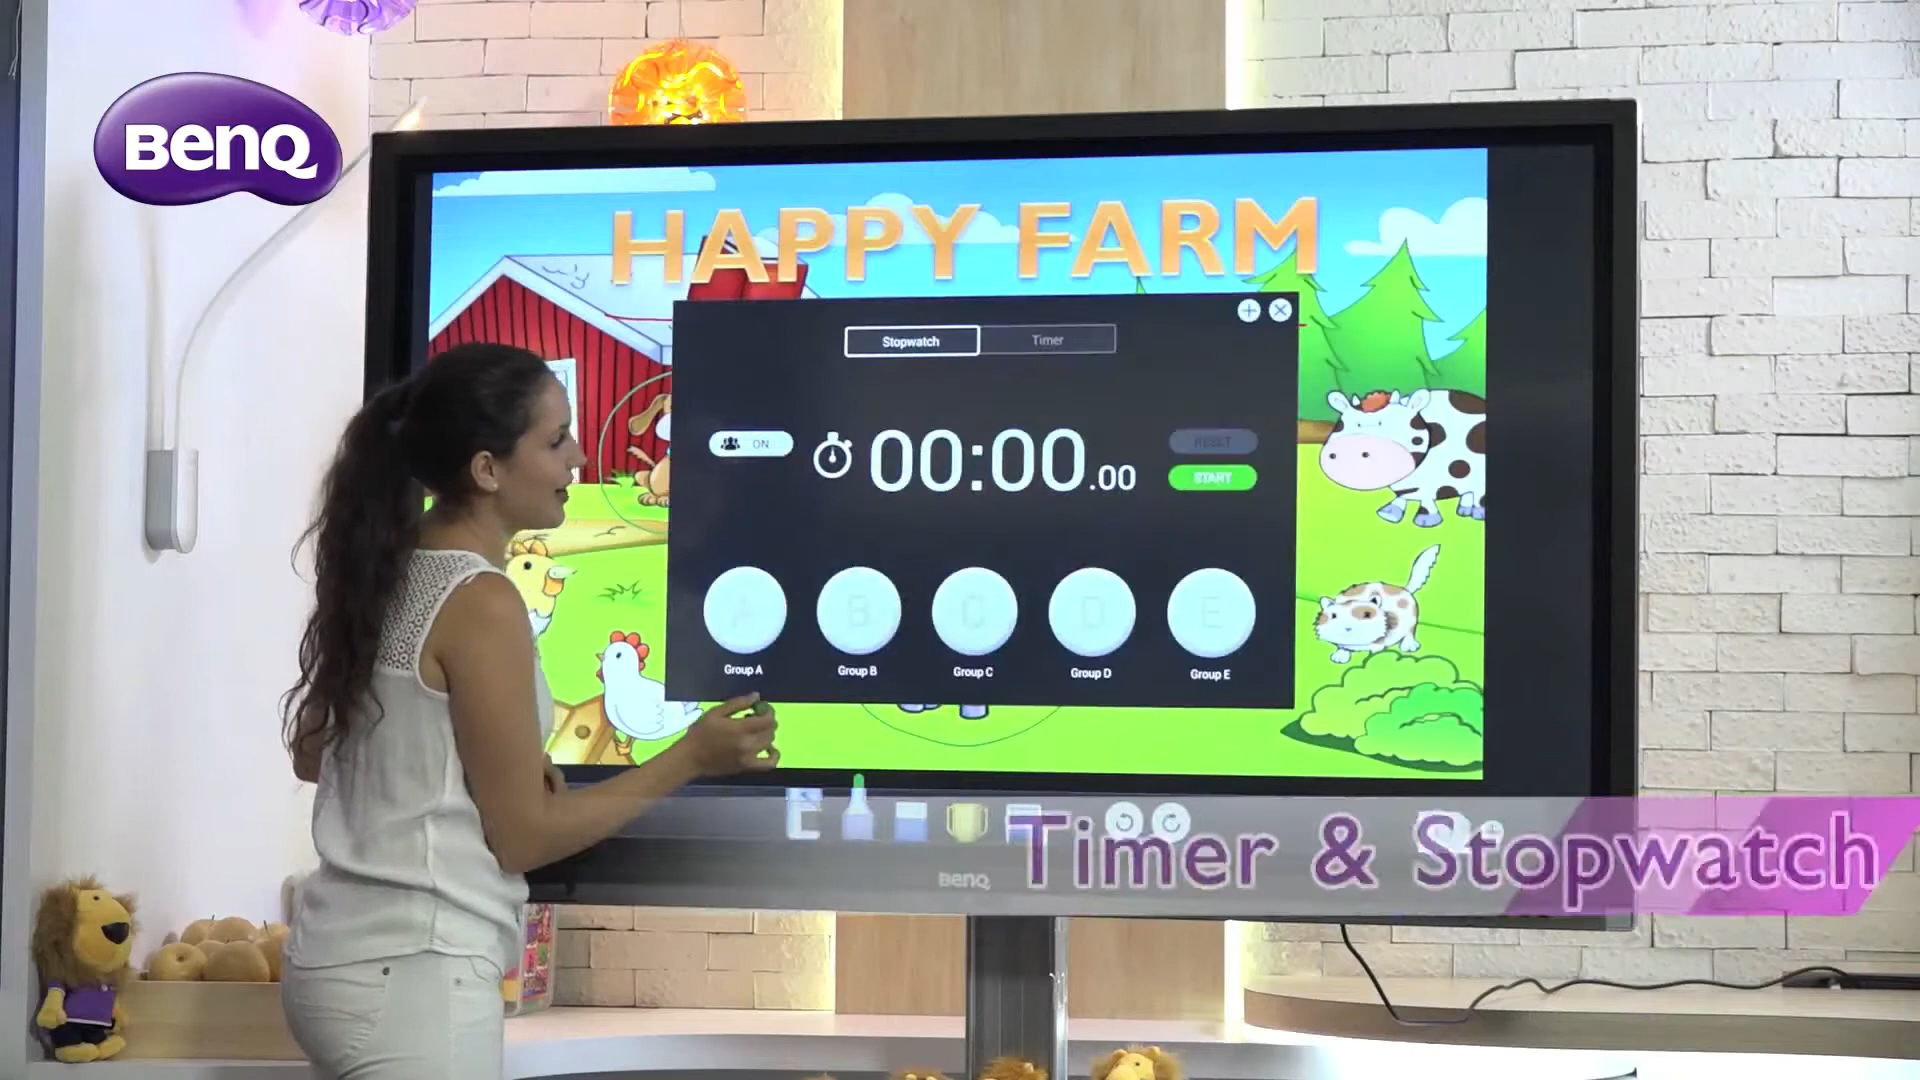 BenQ
HAPPY FARM
Stopwatch Timer
ON
00:00.00
RESET
START
A B C D E
Group A Group B Group C Group D Group E
BenQ
Timer & Stopwatch